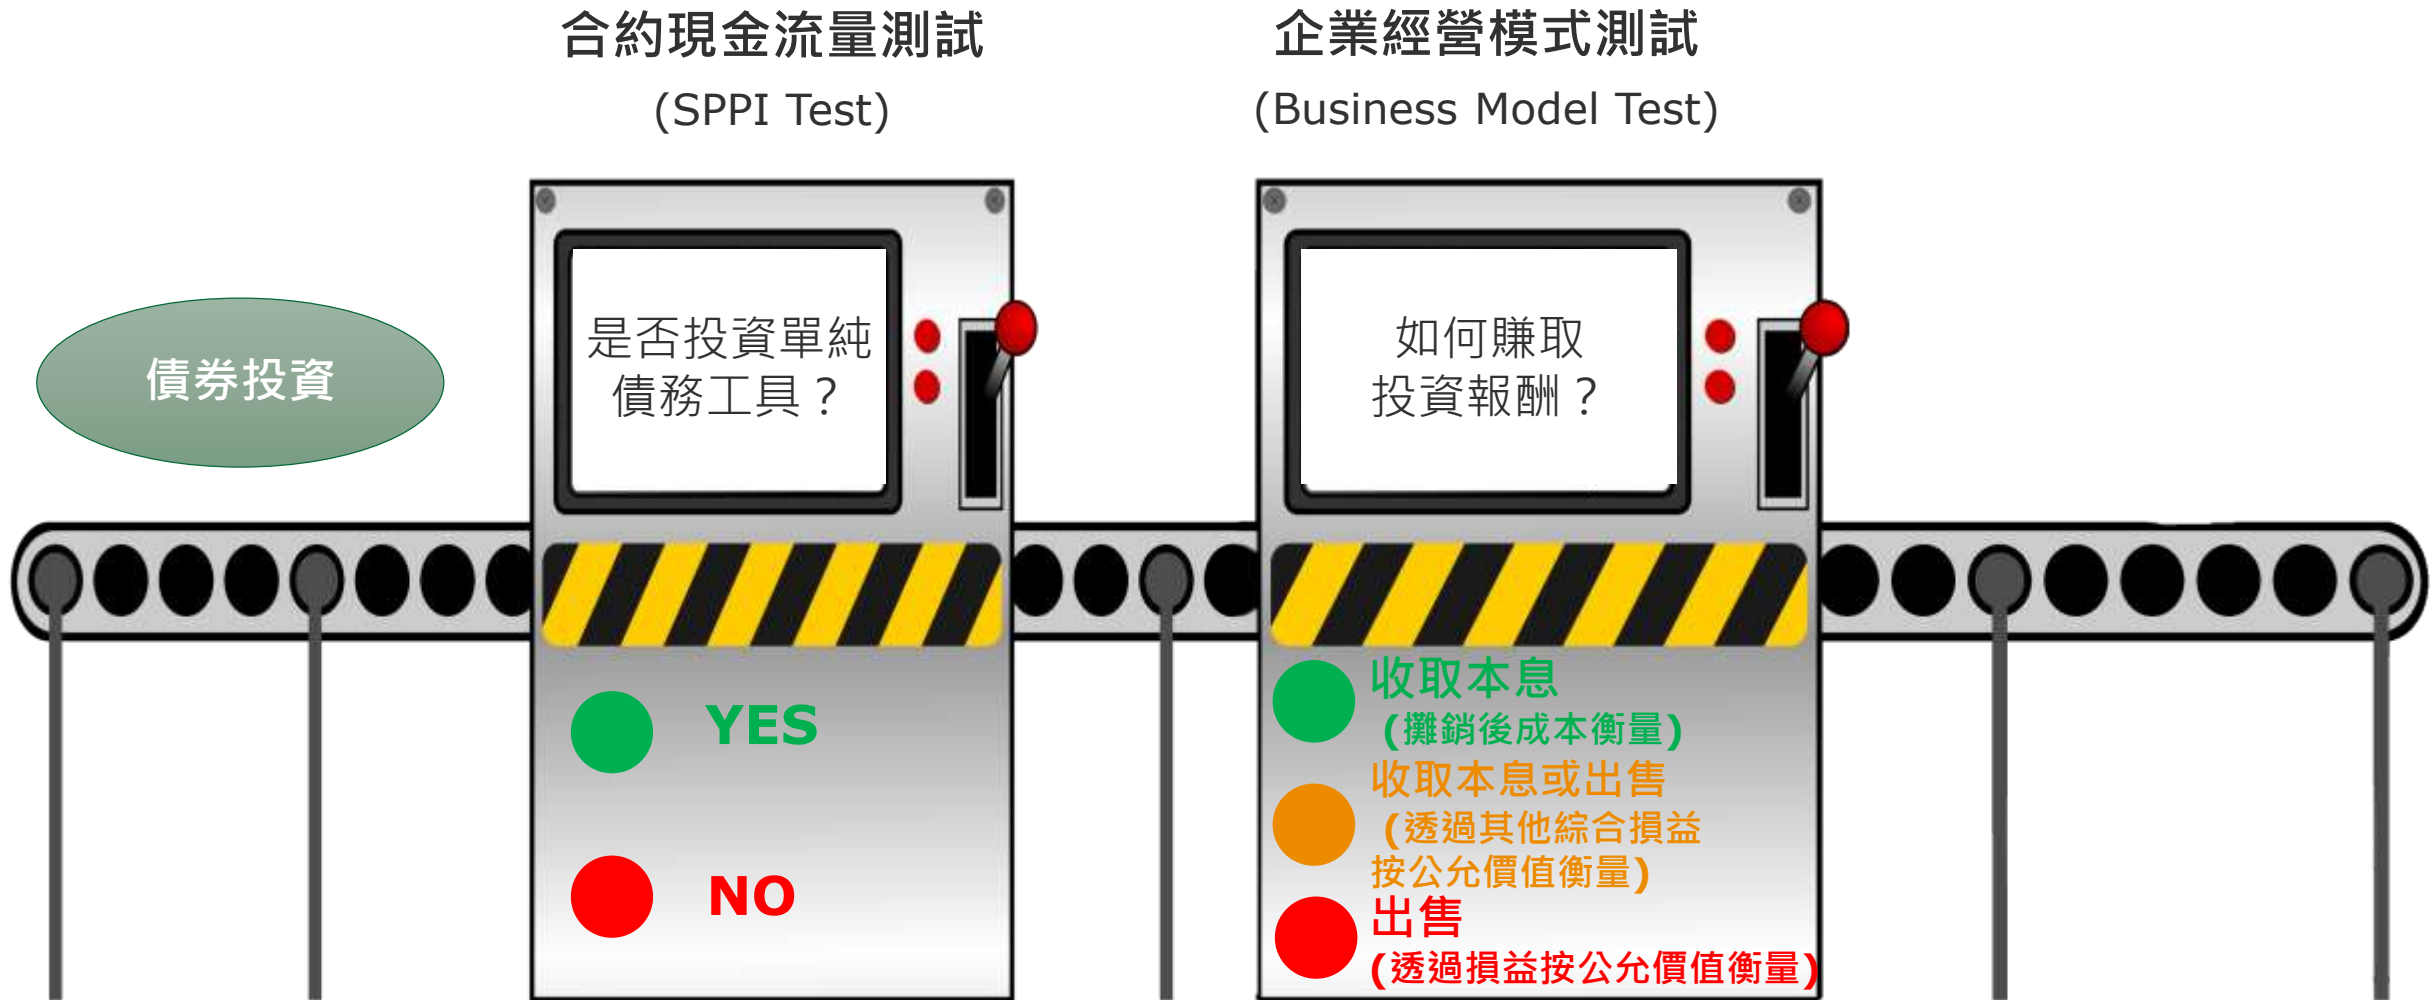 合約現金流量測試
(SPPI Test)
企業經營模式測試
(Business Model Test)
債券投資
是否投資單純
債務工具？
如何賺取
投資報酬？
YES
NO
收取本息
(攤銷後成本衡量)
收取本息或出售
(透過其他綜合損益
按公允價值衡量)
出售
(透過損益按公允價值衡量)